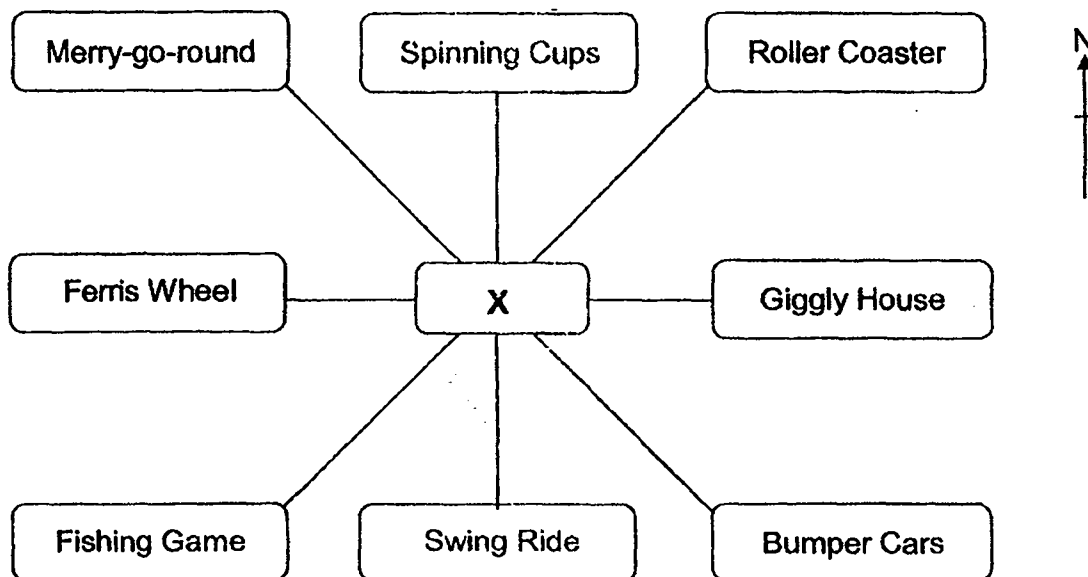 Merry-go-round
Spinning Cups
Roller Coaster
N
Ferris Wheel
X
Giggly House
Fishing Game
Swing Ride
Bumper Cars